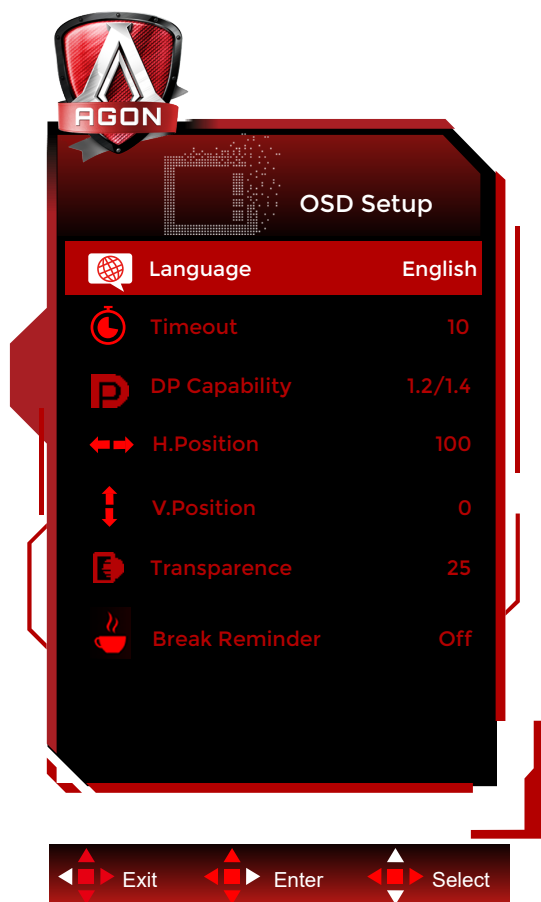 AGON
OSD Setup
Language English
Timeout 10
DP Capability 1.2/1.4
H.Position 100
V.Position 0
Transparence 25
Break Reminder Off
Exit Enter Select